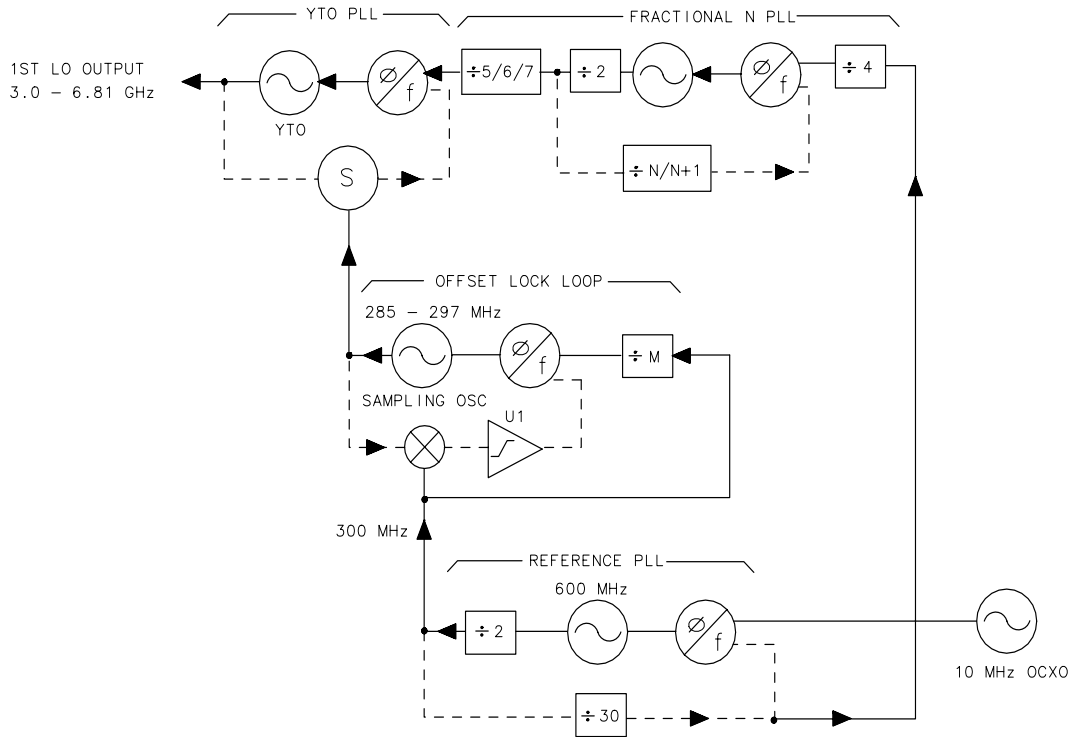 YTO PLL
FRACTIONAL N PLL
1ST LO OUTPUT
3.0 – 6.81 GHz
YTO
Ø
f
÷5/6/7
÷2
Ø
f
÷ 4
÷ N/N+1
S
OFFSET LOCK LOOP
285 – 297 MHz
Ø
f
÷ M
SAMPLING OSC
U1
300 MHz
REFERENCE PLL
600 MHz
÷2
Ø
f
10 MHz OCXO
÷30